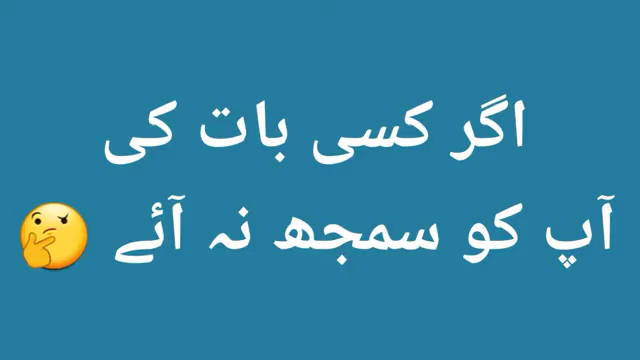 اگر کسی بات کی
آپ کو سمجھ نہ آئے 🤔